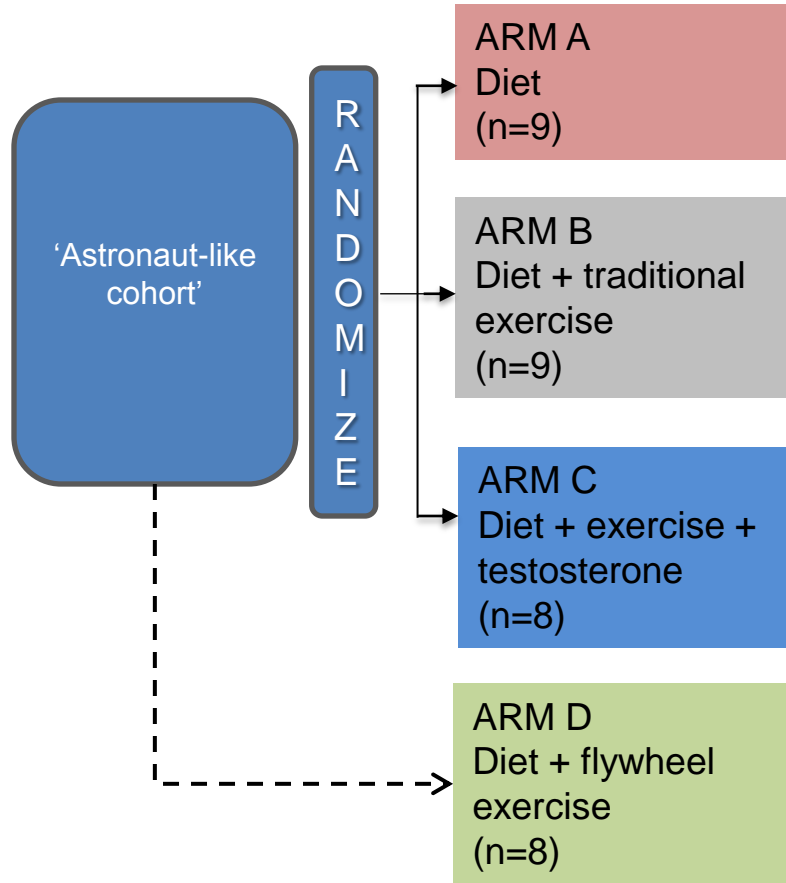 ‘Astronaut-like
cohort’
RANDOMIZE
ARM A
Diet
(n=9)
ARM B
Diet + traditional
exercise
(n=9)
ARM C
Diet + exercise +
testosterone
(n=8)
ARM D
Diet + flywheel
exercise
(n=8)